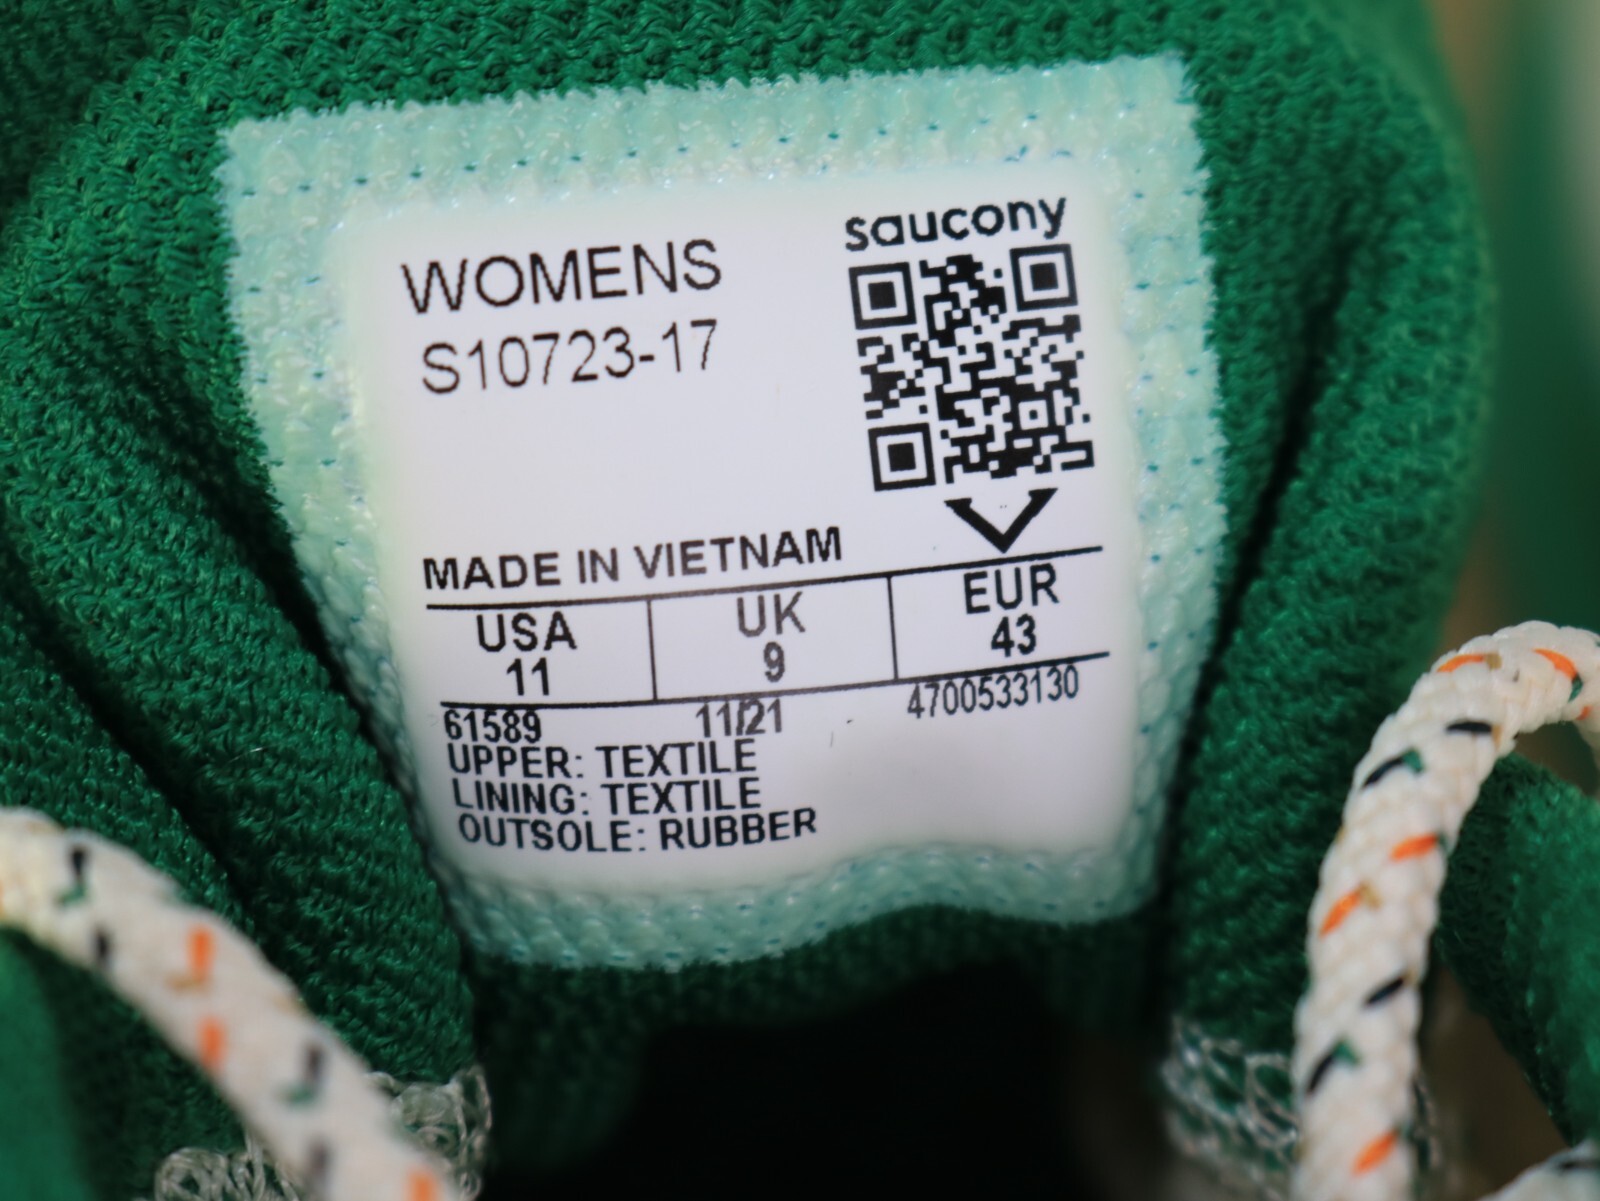 saucony
WOMENS
S10723-17
MADE IN VIETNAM
USA UK EUR
11 9 43
61589 11/21 4700533130
UPPER: TEXTILE
LINING: TEXTILE
OUTSOLE: RUBBER